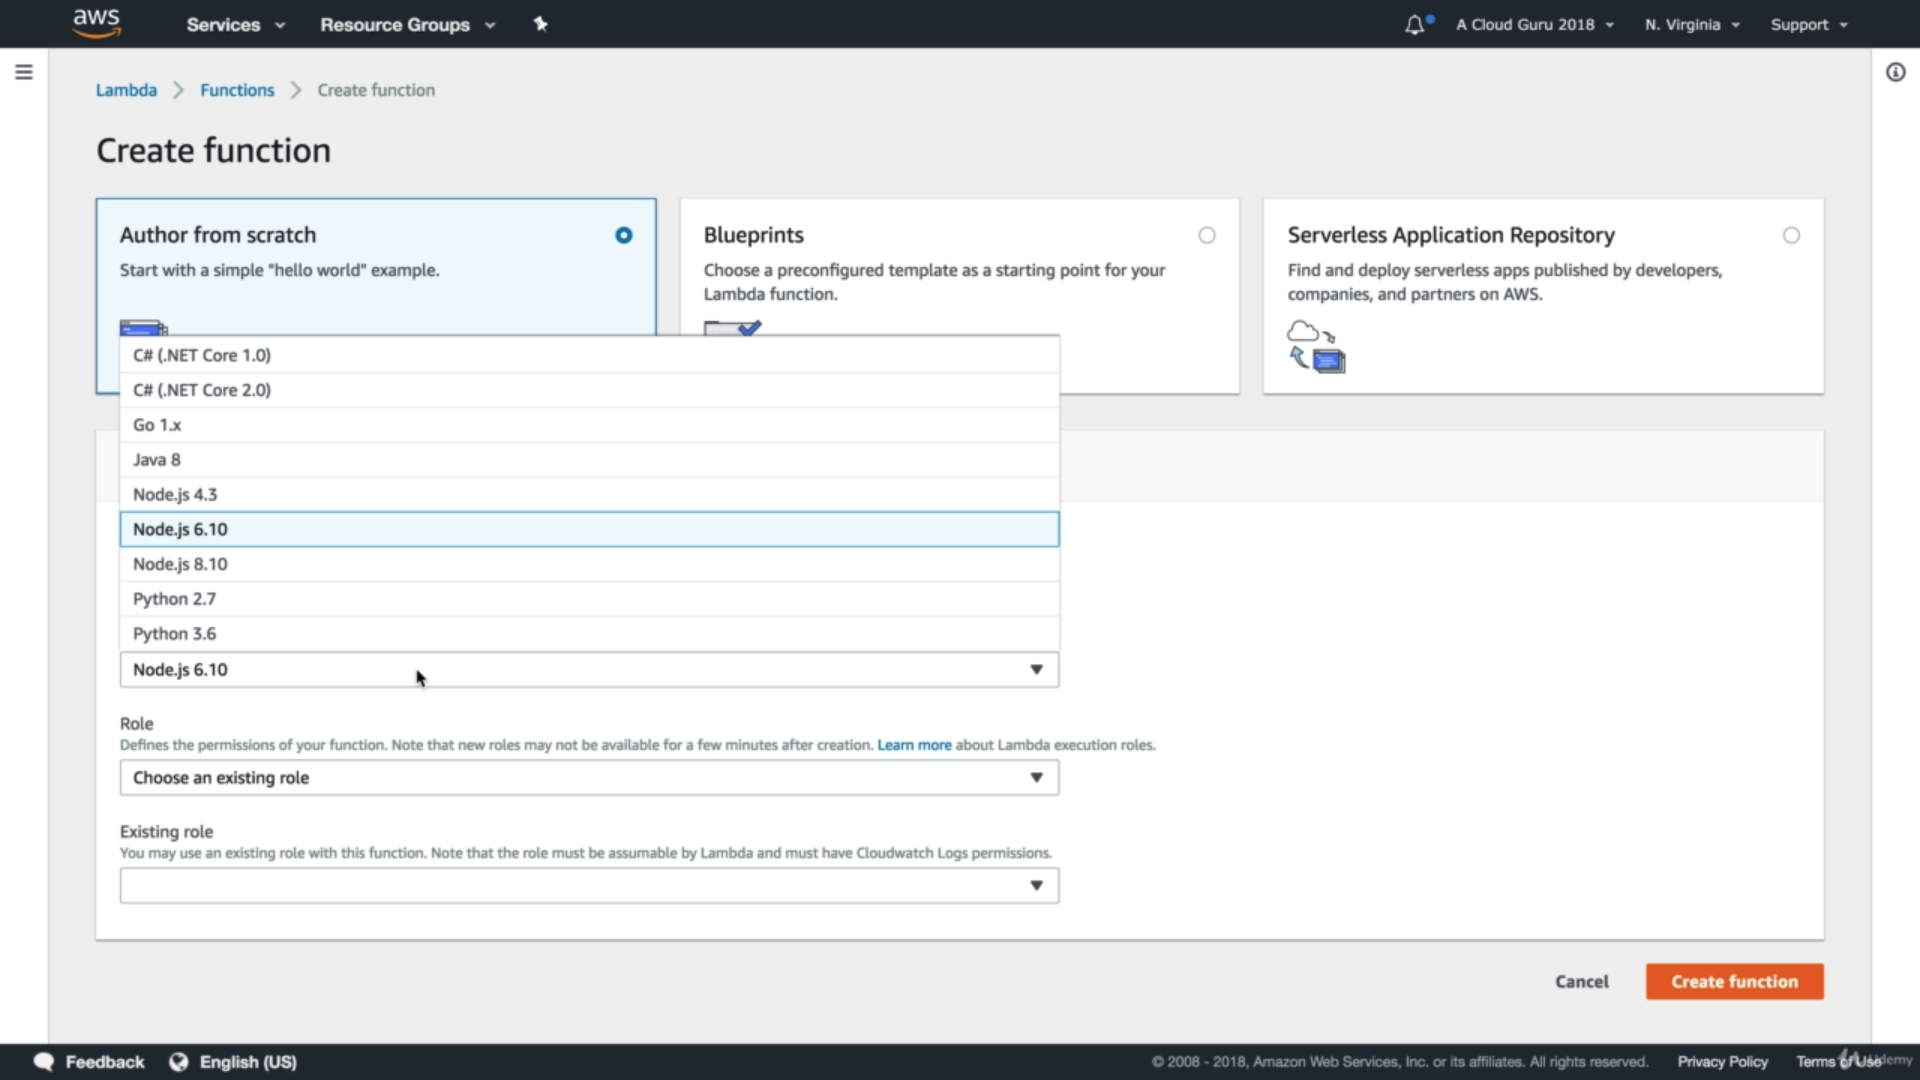 aws
Services
Resource Groups
A Cloud Guru 2018
N. Virginia
Support
Lambda
Functions
Create function
Create function
Author from scratch
Start with a simple "hello world" example.
Blueprints
Choose a preconfigured template as a starting point for your
Lambda function.
Serverless Application Repository
Find and deploy serverless apps published by developers,
companies, and partners on AWS.
C# (.NET Core 1.0)
C# (.NET Core 2.0)
Go 1.x
Java 8
Node.js 4.3
Node.js 6.10
Node.js 8.10
Python 2.7
Python 3.6
Node.js 6.10
Role
Defines the permissions of your function. Note that new roles may not be available for a few minutes after creation. Learn more about Lambda execution roles.
Choose an existing role
Existing role
You may use an existing role with this function. Note that the role must be assumable by Lambda and must have Cloudwatch Logs permissions.
Cancel
Create function
Feedback
English (US)
© 2008 - 2018, Amazon Web Services, Inc. or its affiliates. All rights reserved.
Privacy Policy
Terms of Use